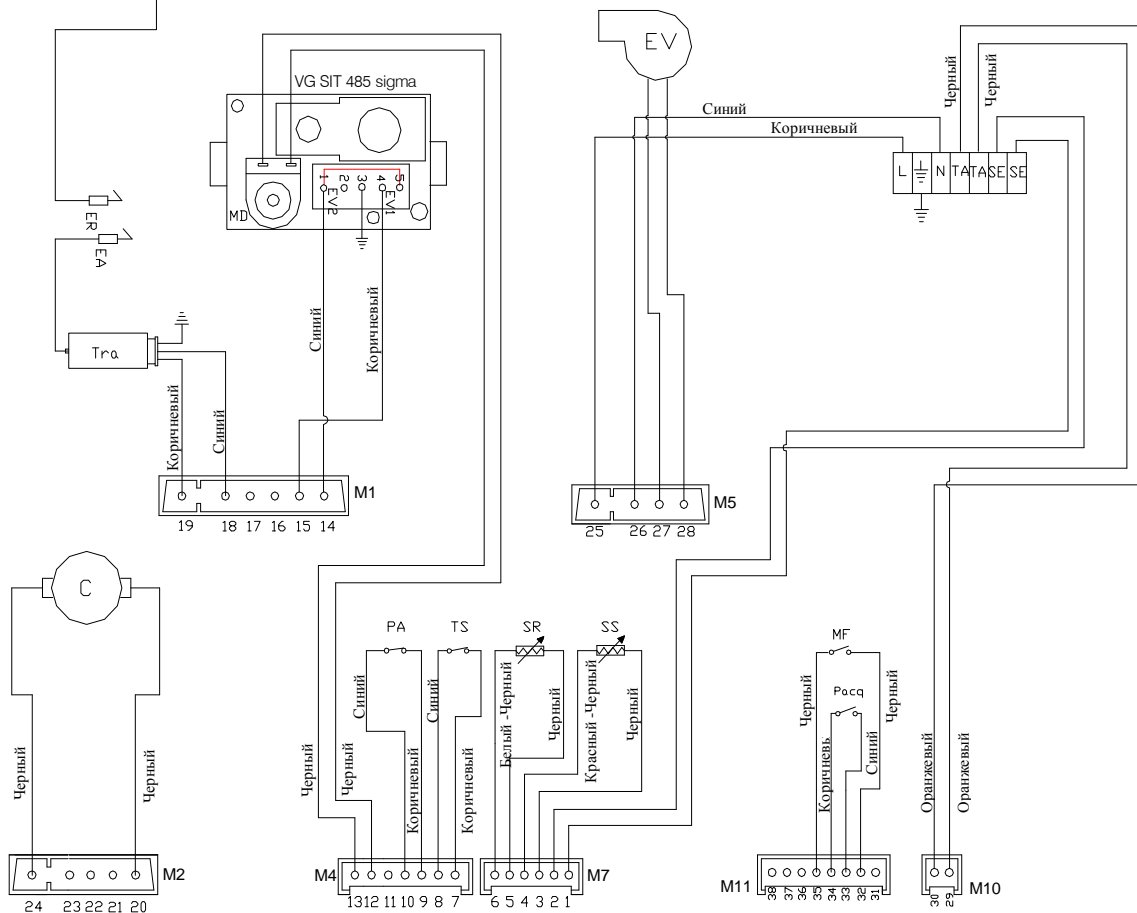 VG SIT 485 sigma
EV
Черный
Черный
Синий
Коричневый
L N TA TA SE SE
1 2 3 4 5
EV2 EV1
MD
ER
EA
Tra
Синий
Коричневый
Коричневый
Синий
M1
19 18 17 16 15 14
M5
25 26 27 28
C
Черный
Черный
M2
24 23 22 21 20
PA TS SR SS
Черный
Черный
Синий
Коричневый
Синий
Коричневый
Белый -Черный
Черный
Красный -Черный
Черный
M4
13 12 11 10 9 8 7
M7
6 5 4 3 2 1
MF
Pacq
Черный
Коричневь
Синий
Черный
M11
38 37 36 35 34 33 32 31
Оранжевый
Оранжевый
M10
30 29